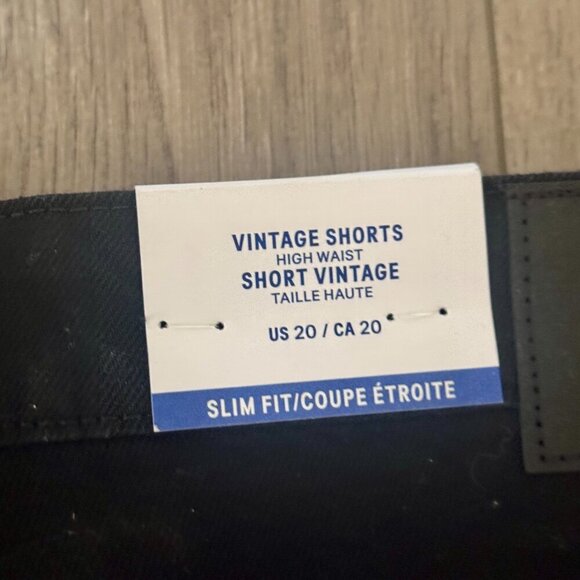 VINTAGE SHORTS
HIGH WAIST
SHORT VINTAGE
TAILLE HAUTE
US 20 / CA 20
SLIM FIT/COUPE ÉTROITE